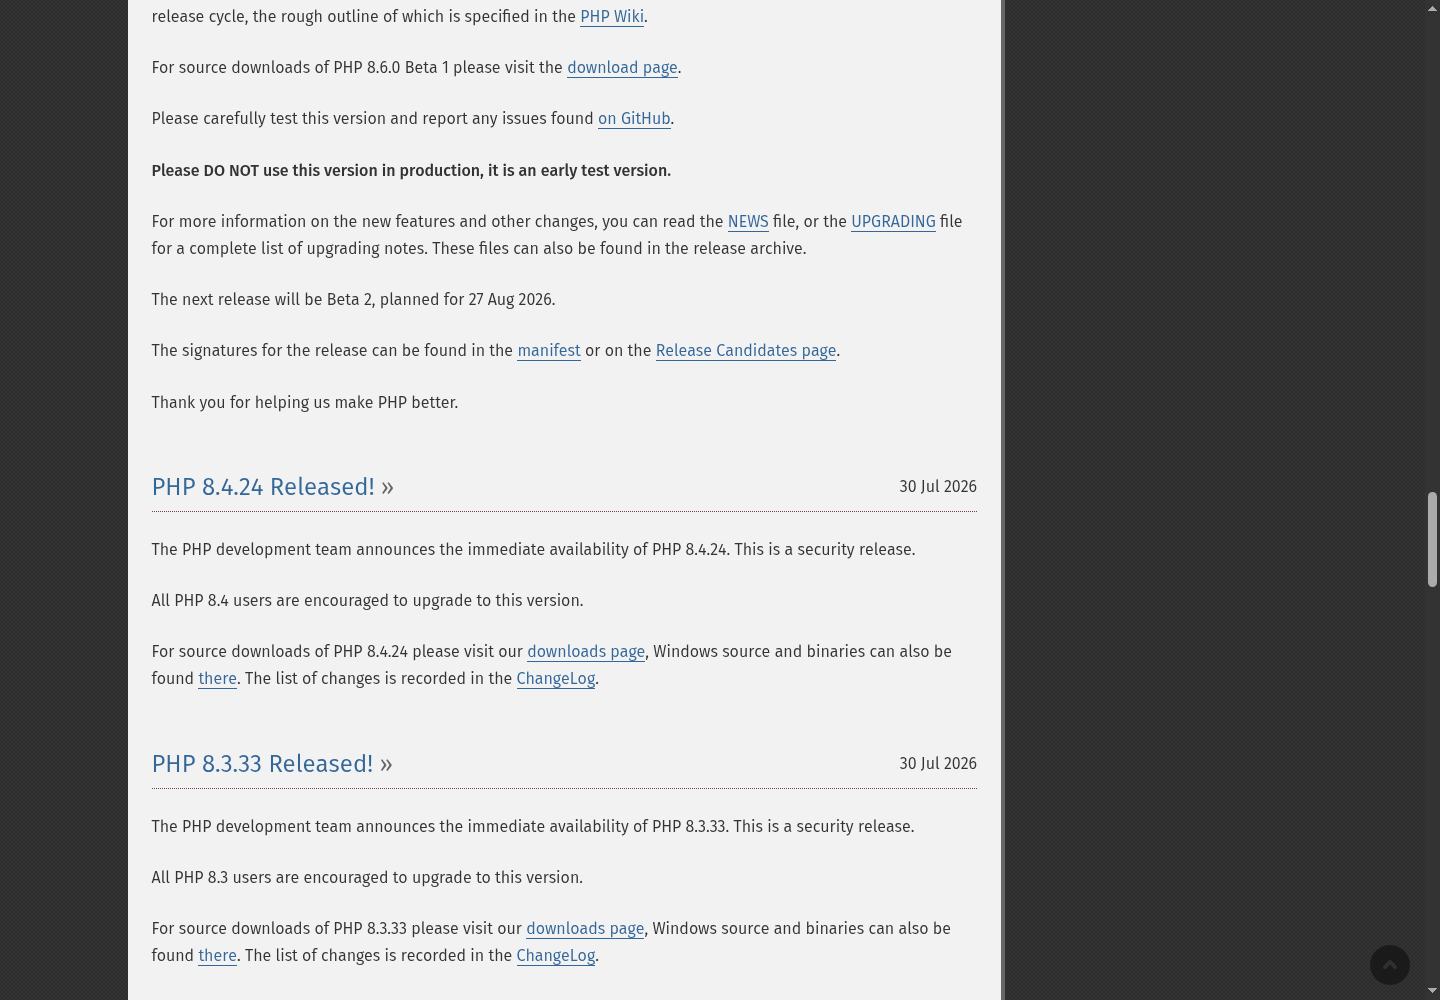 release cycle, the rough outline of which is specified in the PHP Wiki.
For source downloads of PHP 8.6.0 Beta 1 please visit the download page.
Please carefully test this version and report any issues found on GitHub.
Please DO NOT use this version in production, it is an early test version.
For more information on the new features and other changes, you can read the NEWS file, or the UPGRADING file
for a complete list of upgrading notes. These files can also be found in the release archive.
The next release will be Beta 2, planned for 27 Aug 2026.
The signatures for the release can be found in the manifest or on the Release Candidates page.
Thank you for helping us make PHP better.
PHP 8.4.24 Released! » 30 Jul 2026
The PHP development team announces the immediate availability of PHP 8.4.24. This is a security release.
All PHP 8.4 users are encouraged to upgrade to this version.
For source downloads of PHP 8.4.24 please visit our downloads page, Windows source and binaries can also be
found there. The list of changes is recorded in the ChangeLog.
PHP 8.3.33 Released! » 30 Jul 2026
The PHP development team announces the immediate availability of PHP 8.3.33. This is a security release.
All PHP 8.3 users are encouraged to upgrade to this version.
For source downloads of PHP 8.3.33 please visit our downloads page, Windows source and binaries can also be
found there. The list of changes is recorded in the ChangeLog.